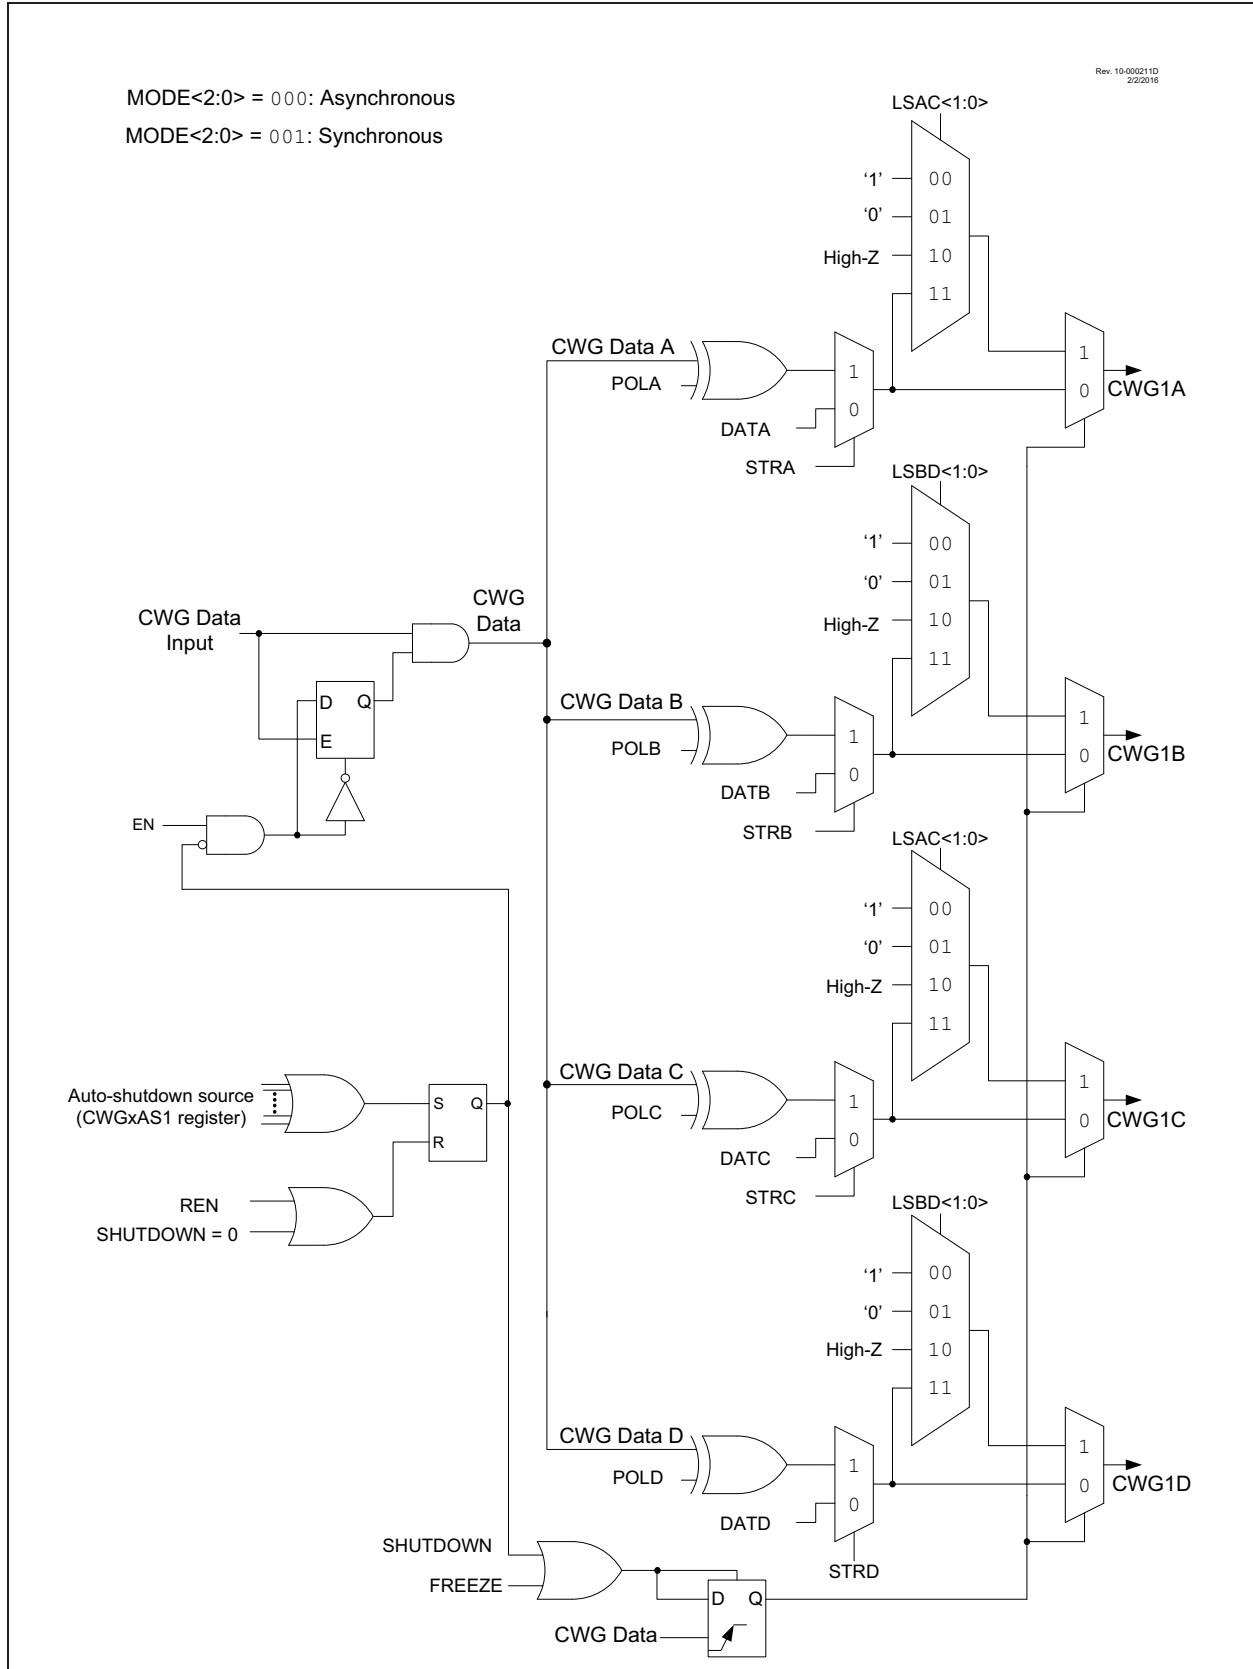 Rev. 10-000211D
2/2/2016
MODE<2:0> = 000: Asynchronous
MODE<2:0> = 001: Synchronous
LSAC<1:0>
'1'
00
'0'
01
High-Z
10
11
CWG Data A
POLA
1
0
DATA
STRA
1
0
CWG1A
LSBD<1:0>
'1'
00
'0'
01
High-Z
10
11
CWG Data
Input
CWG
Data
D
Q
E
EN
CWG Data B
POLB
1
0
DATB
STRB
1
0
CWG1B
LSAC<1:0>
'1'
00
'0'
01
High-Z
10
11
Auto-shutdown source
(CWGxAS1 register)
S
Q
R
REN
SHUTDOWN = 0
CWG Data C
POLC
1
0
DATC
STRC
1
0
CWG1C
LSBD<1:0>
'1'
00
'0'
01
High-Z
10
11
CWG Data D
POLD
1
0
DATD
STRD
1
0
CWG1D
SHUTDOWN
FREEZE
D
Q
CWG Data